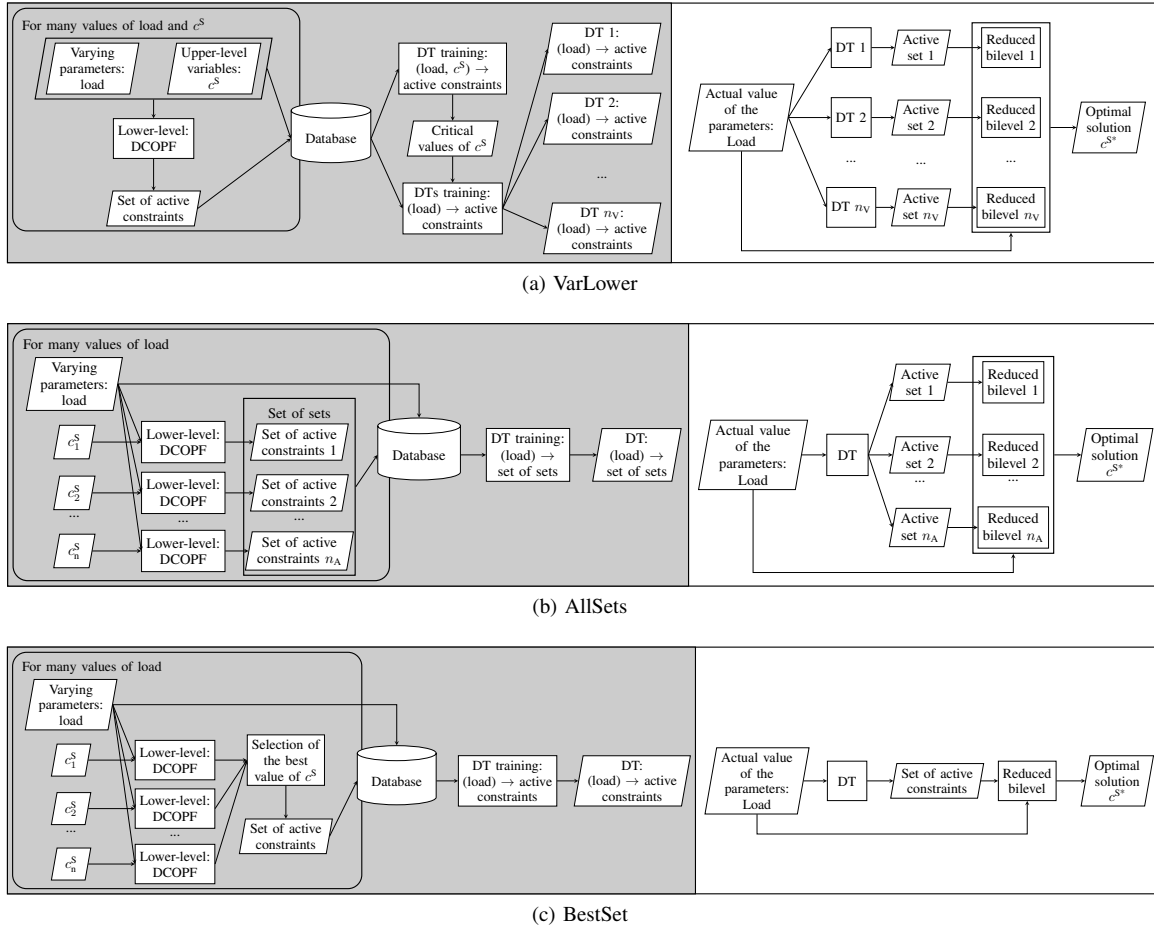 For many values of load and c^S
Varying
parameters:
load
Upper-level
variables:
c^S
Lower-level:
DCOPF
Set of active
constraints
Database
DT training:
(load, c^S) →
active constraints
Critical
values of c^S
DTs training:
(load) → active
constraints
DT 1:
(load) → active
constraints
DT 2:
(load) → active
constraints
...
DT n_V:
(load) → active
constraints
Actual value
of the
parameters:
Load
DT 1
DT 2
...
DT n_V
Active
set 1
Active
set 2
...
Active
set n_V
Reduced
bilevel 1
Reduced
bilevel 2
...
Reduced
bilevel n_V
Optimal
solution
c^S*
(a) VarLower
For many values of load
Varying
parameters:
load
c_1^S
c_2^S
...
c_n^S
Lower-level:
DCOPF
Lower-level:
DCOPF
...
Lower-level:
DCOPF
Set of sets
Set of active
constraints 1
Set of active
constraints 2
...
Set of active
constraints n_A
Database
DT training:
(load) →
set of sets
DT:
(load) →
set of sets
Actual value
of the
parameters:
Load
DT
Active
set 1
Active
set 2
...
Active
set n_A
Reduced
bilevel 1
Reduced
bilevel 2
...
Reduced
bilevel n_A
Optimal
solution
c^S*
(b) AllSets
For many values of load
Varying
parameters:
load
c_1^S
c_2^S
...
c_n^S
Lower-level:
DCOPF
Lower-level:
DCOPF
...
Lower-level:
DCOPF
Selection of
the best
value of c^S
Set of active
constraints
Database
DT training:
(load) → active
constraints
DT:
(load) → active
constraints
Actual value
of the
parameters:
Load
DT
Set of active
constraints
Reduced
bilevel
Optimal
solution
c^S*
(c) BestSet